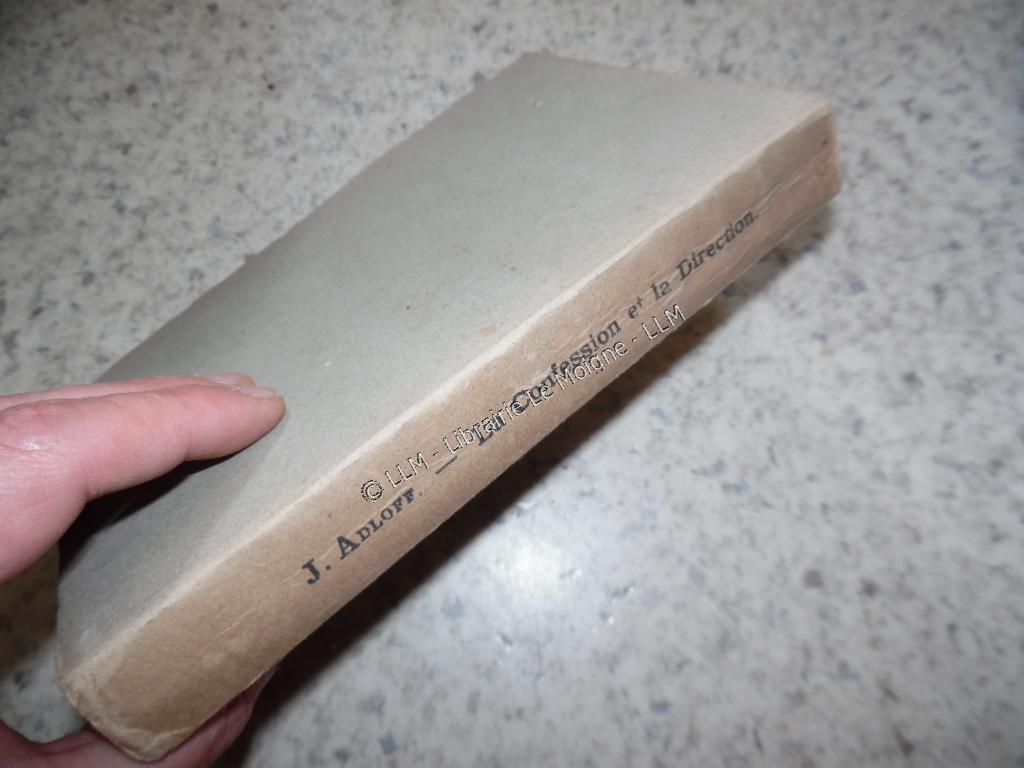 J. ADLOFF. — La Confession et la Direction.
© LLM - Librairie Le Moigne - LLM